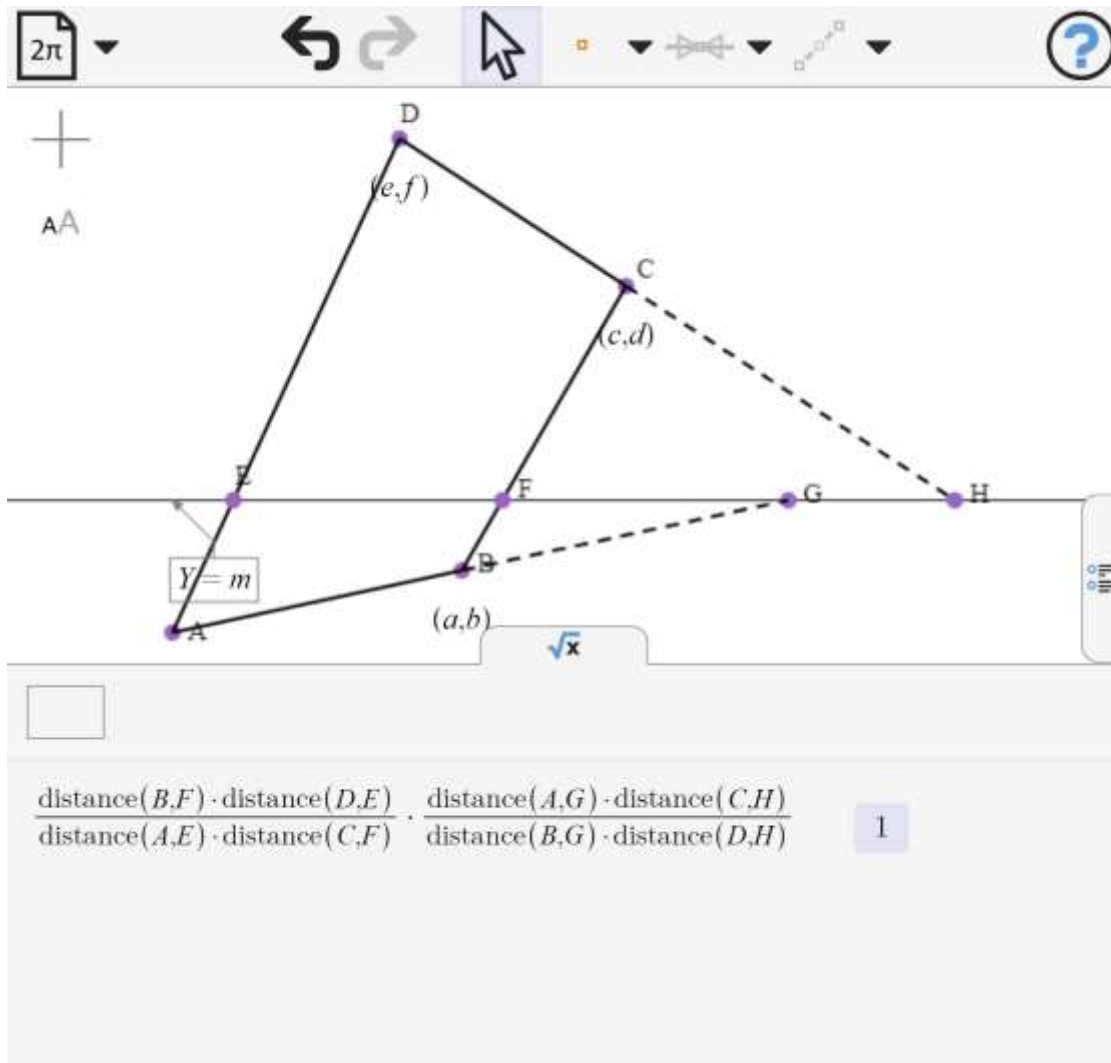 2π
?
D
(e,f)
AA
C
(c,d)
E
F
G
H
Y = m
B
A
(a,b)
√x
distance(B,F)·distance(D,E) / distance(A,E)·distance(C,F) · distance(A,G)·distance(C,H) / distance(B,G)·distance(D,H) 1